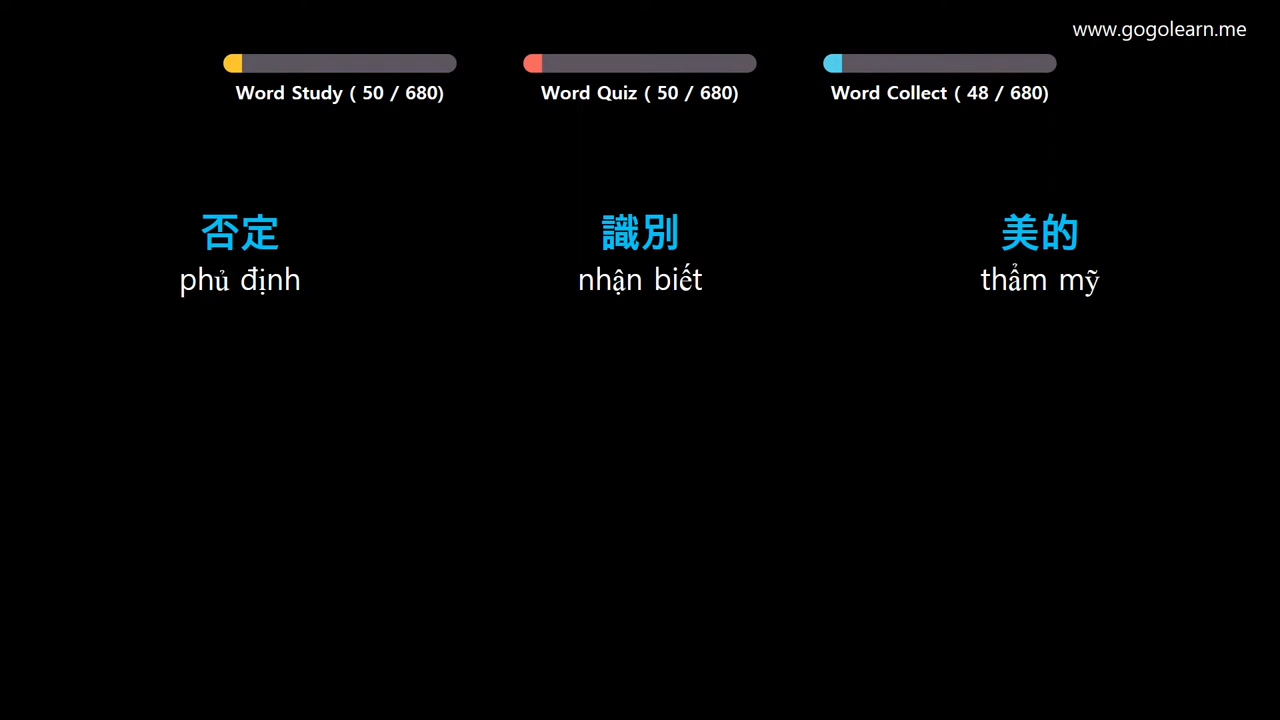 www.gogolearn.me
Word Study ( 50 / 680)
Word Quiz ( 50 / 680)
Word Collect ( 48 / 680)
否定
phủ định
識別
nhận biết
美的
thẩm mỹ